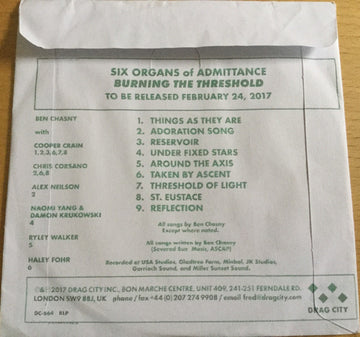 SIX ORGANS of ADMITTANCE
BURNING THE THRESHOLD
TO BE RELEASED FEBRUARY 24, 2017
BEN CHASNY
with
COOPER CRAIN
1,2,3,6,7,8
CHRIS CORSANO
2,6,8
ALEX NEILSON
2
NAOMI YANG &
DAMON KRUKOWSKI
4
RYLEY WALKER
5
HALEY FOHR
6
1. THINGS AS THEY ARE
2. ADORATION SONG
3. RESERVOIR
4. UNDER FIXED STARS
5. AROUND THE AXIS
6. TAKEN BY ASCENT
7. THRESHOLD OF LIGHT
8. ST. EUSTACE
9. REFLECTION
All songs by Ben Chasny
Except where noted.
All songs written by Ben Chasny
(Severed Bun Music, ASCAP)
Recorded at USA Studios, Gladtree Farm, Minbal, JK Studios,
Garriach Sound, and Miller Sunset Sound.
©℗ 2017 DRAG CITY INC., BON MARCHE CENTRE, UNIT 409, 241-251 FERNDALE RD.
LONDON SW9 8BJ, UK phone / fax +44(0) 207 274 9908 / email fred@dragcity.com
DC-664 RLP
DRAG CITY